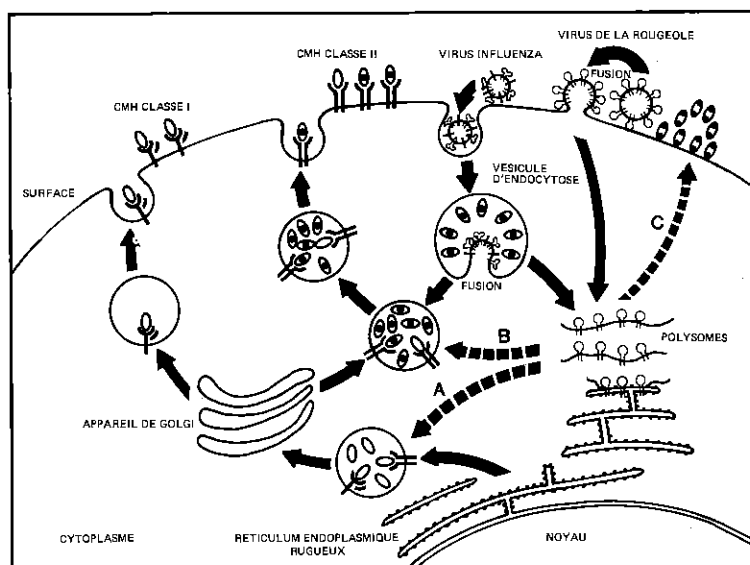 VIRUS DE LA ROUGEOLE
CMH CLASSE II
VIRUS INFLUENZA
FUSION
CMH CLASSE I
SURFACE
VESICULE
D'ENDOCYTOSE
C
FUSION
B
POLYSOMES
A
APPAREIL DE GOLGI
CYTOPLASME
RETICULUM ENDOPLASMIQUE
RUGUEUX
NOYAU